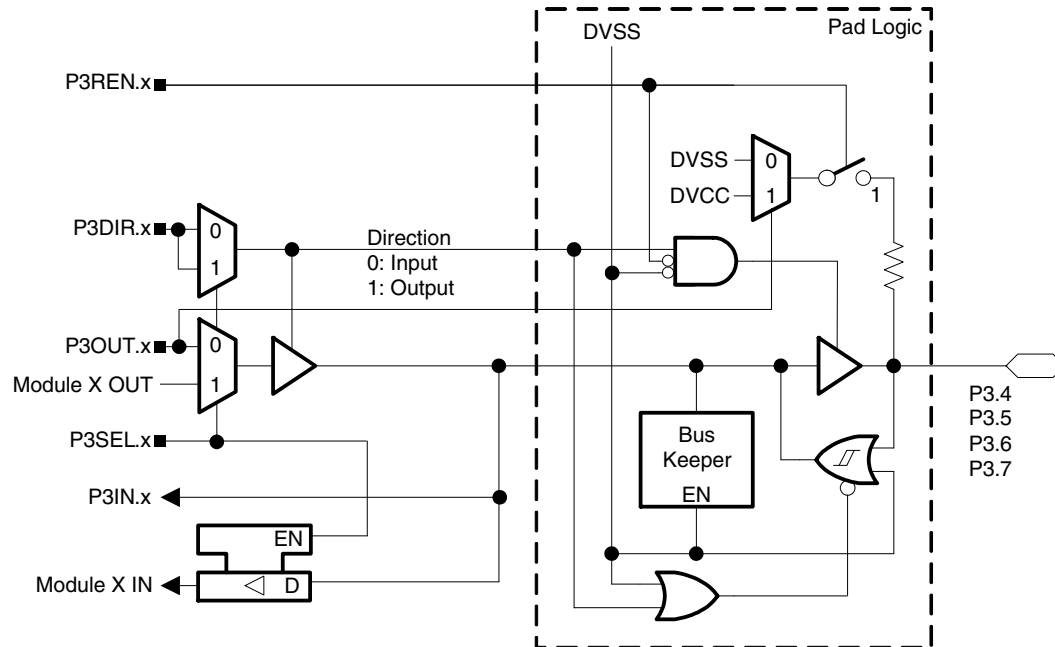 DVSS
Pad Logic
P3REN.x
DVSS
0
DVCC
1
1
P3DIR.x
0
1
Direction
0: Input
1: Output
P3OUT.x
0
Module X OUT
1
P3SEL.x
P3.4
P3.5
P3.6
P3.7
Bus
Keeper
EN
P3IN.x
EN
Module X IN
D